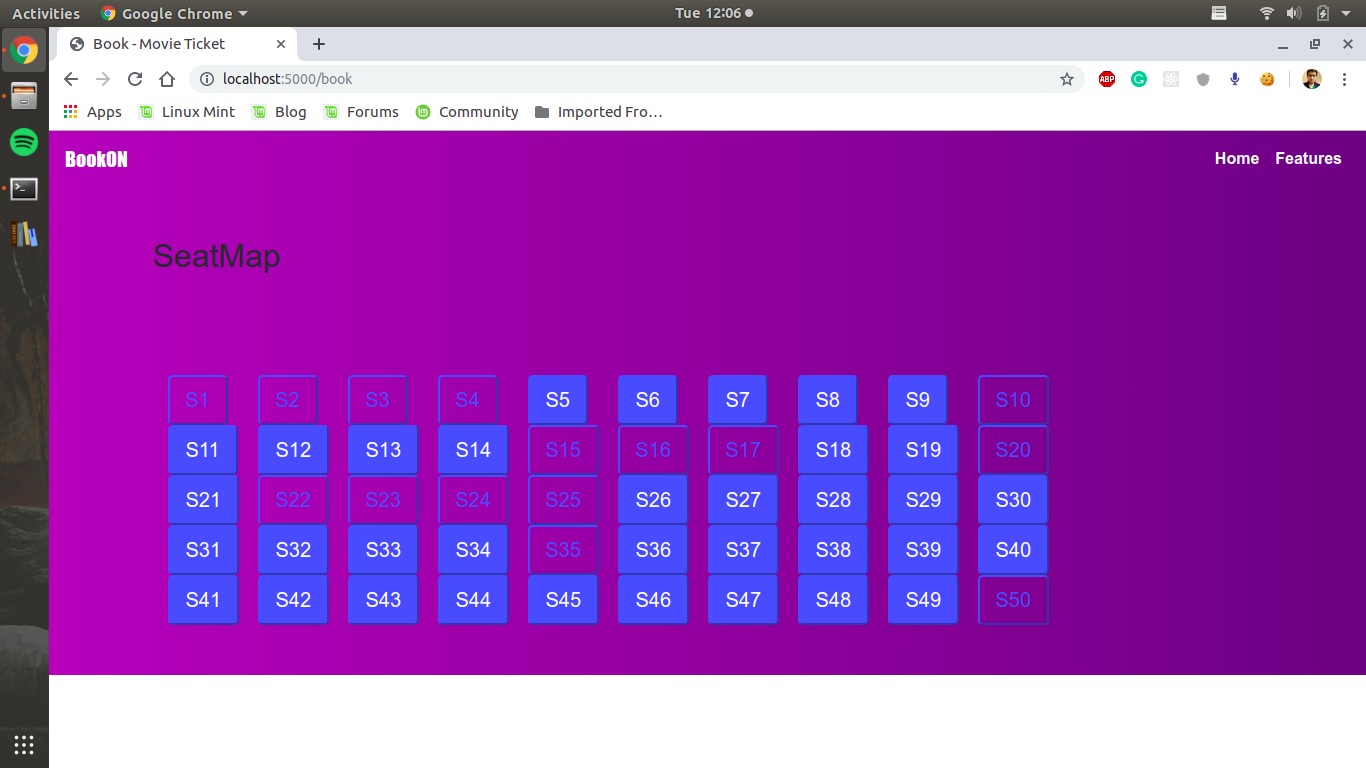 Activities Google Chrome Tue 12:06
Book - Movie Ticket
localhost:5000/book ABP
Apps Linux Mint Blog Forums Community Imported Fro…
BookON Home Features
SeatMap
S1 S2 S3 S4 S5 S6 S7 S8 S9 S10
S11 S12 S13 S14 S15 S16 S17 S18 S19 S20
S21 S22 S23 S24 S25 S26 S27 S28 S29 S30
S31 S32 S33 S34 S35 S36 S37 S38 S39 S40
S41 S42 S43 S44 S45 S46 S47 S48 S49 S50